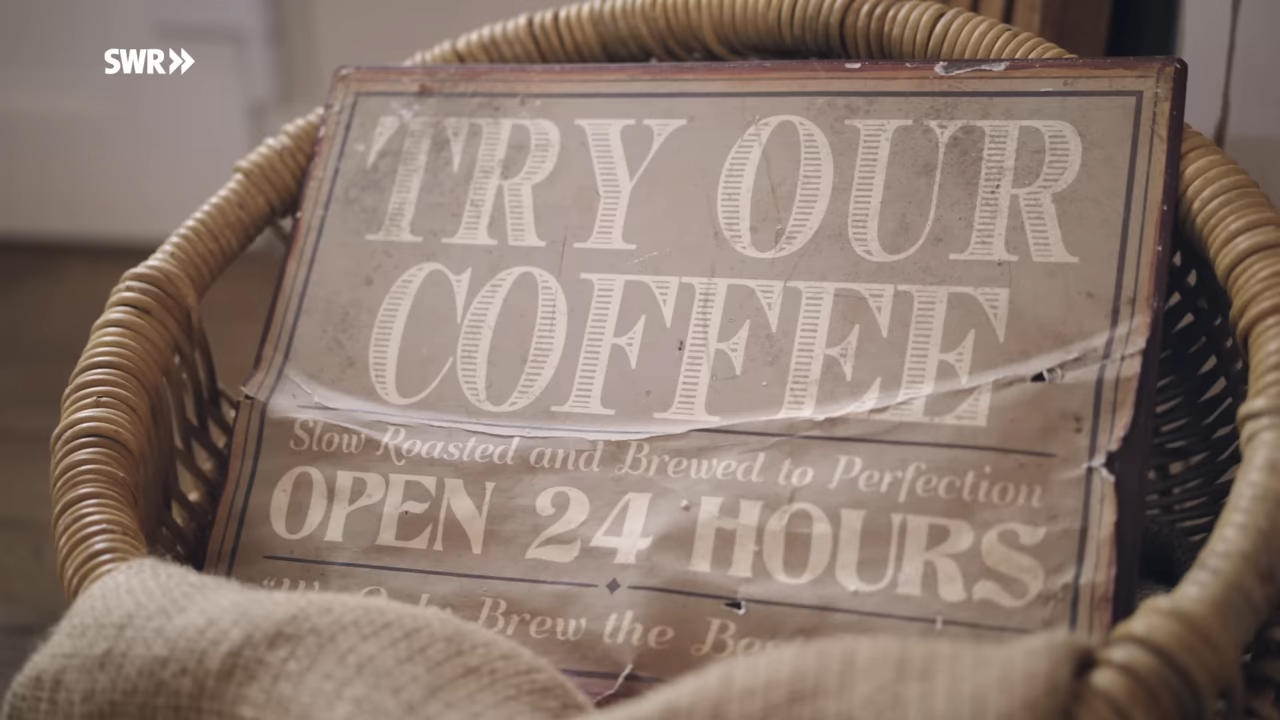 SWR
TRY OUR
COFFEE
Slow Roasted and Brewed to Perfection
OPEN 24 HOURS
Brew the